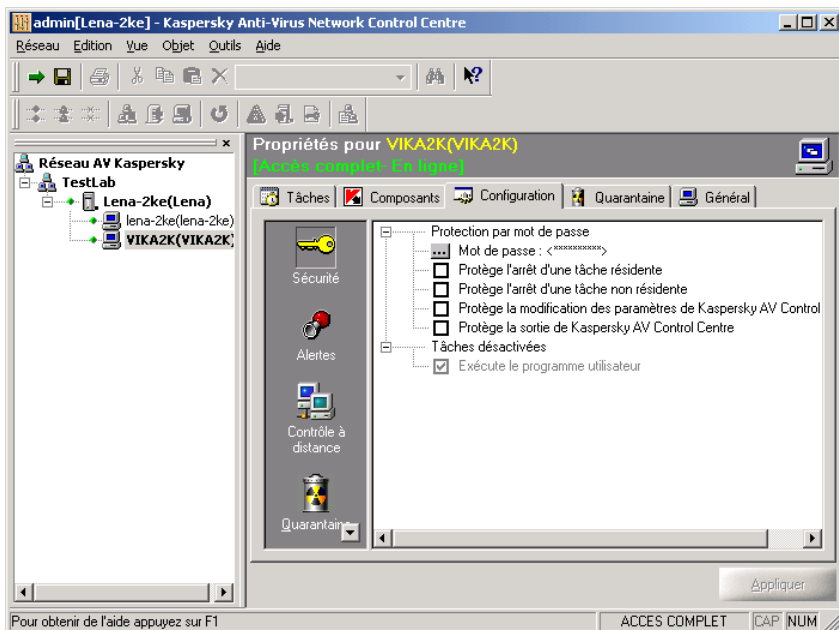 admin[Lena-2ke] - Kaspersky Anti-Virus Network Control Centre
Réseau Edition Vue Objet Outils Aide
Propriétés pour VIKA2K(VIKA2K)
[Accès complet- En ligne]
Réseau AV Kaspersky
TestLab
Lena-2ke(Lena)
lena-2ke(lena-2ke)
VIKA2K(VIKA2K)
Tâches Composants Configuration Quarantaine Général
Sécurité
Alertes
Contrôle à distance
Quarantaine
Protection par mot de passe
... Mot de passe : <**********>
Protège l'arrêt d'une tâche résidente
Protège l'arrêt d'une tâche non résidente
Protège la modification des paramètres de Kaspersky AV Control
Protège la sortie de Kaspersky AV Control Centre
Tâches désactivées
Exécute le programme utilisateur
Appliquer
Pour obtenir de l'aide appuyez sur F1
ACCES COMPLET CAP NUM